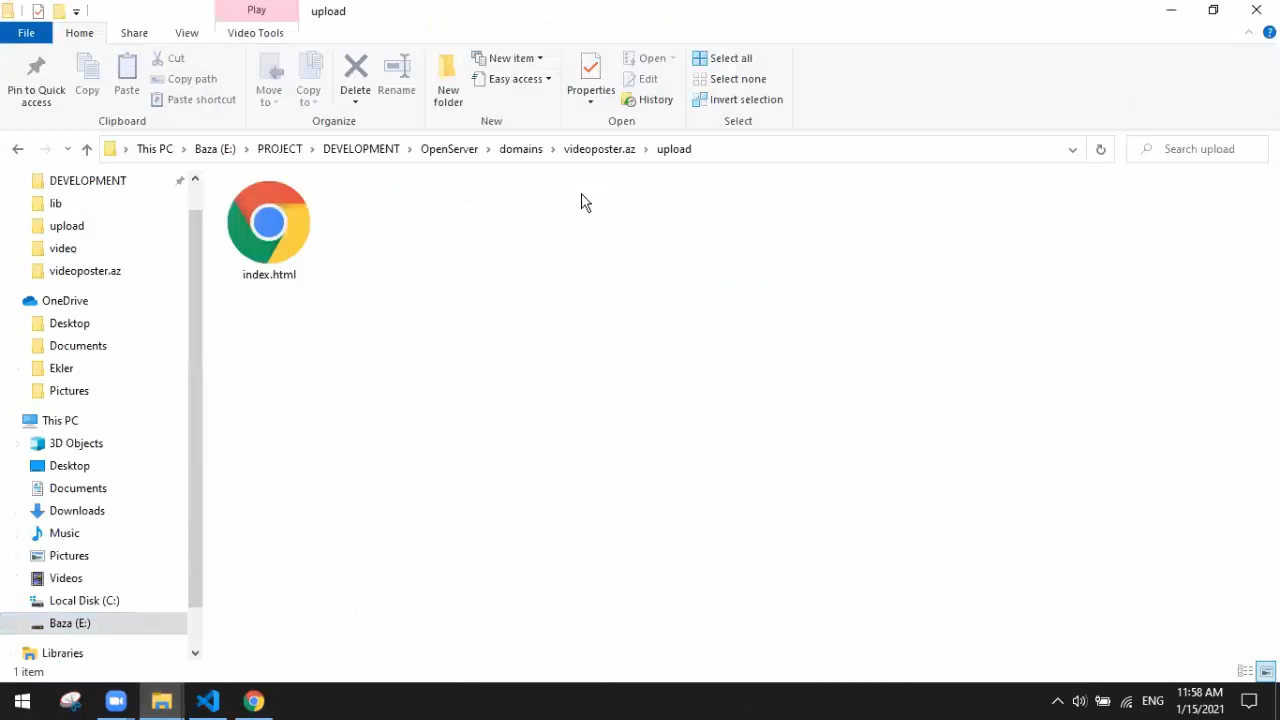 Play
upload
File
Home
Share
View
Video Tools
Pin to Quick access
Copy
Paste
Cut
Copy path
Paste shortcut
Clipboard
Move to
Copy to
Delete
Rename
Organize
New folder
New item
Easy access
New
Properties
Open
Edit
History
Open
Select all
Select none
Invert selection
Select
This PC
Baza (E:)
PROJECT
DEVELOPMENT
OpenServer
domains
videoposter.az
upload
Search upload
DEVELOPMENT
lib
upload
video
videoposter.az
OneDrive
Desktop
Documents
Ekler
Pictures
This PC
3D Objects
Desktop
Documents
Downloads
Music
Pictures
Videos
Local Disk (C:)
Baza (E:)
Libraries
index.html
1 item
ENG
11:58 AM
1/15/2021